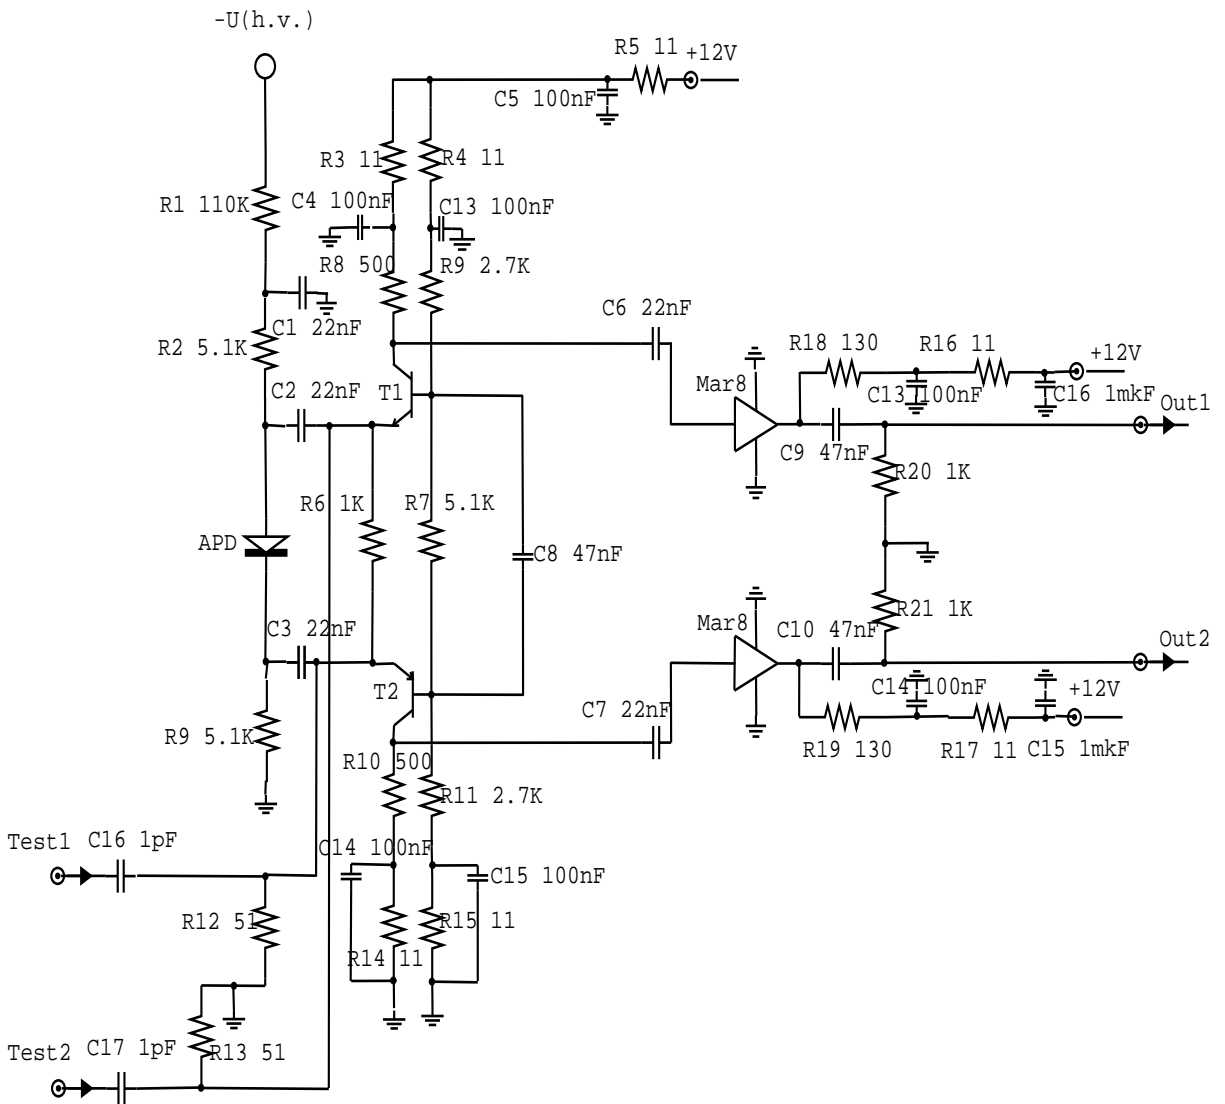 -U(h.v.)
R5 11
+12V
C5 100nF
R3 11
R4 11
R1 110K
C4 100nF
C13 100nF
R8 500
R9 2.7K
C6 22nF
C1 22nF
R2 5.1K
R18 130
R16 11
+12V
C2 22nF
T1
Mar8
C13 100nF
C16 1mkF
Out1
C9 47nF
R20 1K
R6 1K
R7 5.1K
APD
C8 47nF
R21 1K
C3 22nF
Mar8
C10 47nF
Out2
T2
C14 100nF
+12V
C7 22nF
R9 5.1K
R19 130
R17 11
C15 1mkF
R10 500
R11 2.7K
Test1
C16 1pF
C14 100nF
C15 100nF
R12 51
R15 11
R14 11
Test2
C17 1pF
R13 51